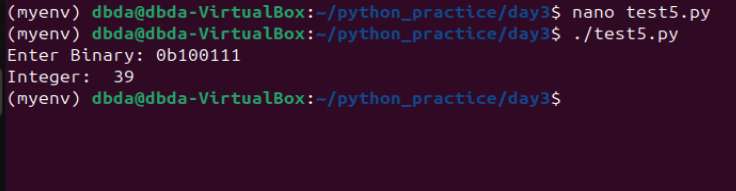 (myenv) dbda@dbda-VirtualBox:~/python_practice/day3$ nano test5.py
(myenv) dbda@dbda-VirtualBox:~/python_practice/day3$ ./test5.py
Enter Binary: 0b100111
Integer:  39
(myenv) dbda@dbda-VirtualBox:~/python_practice/day3$